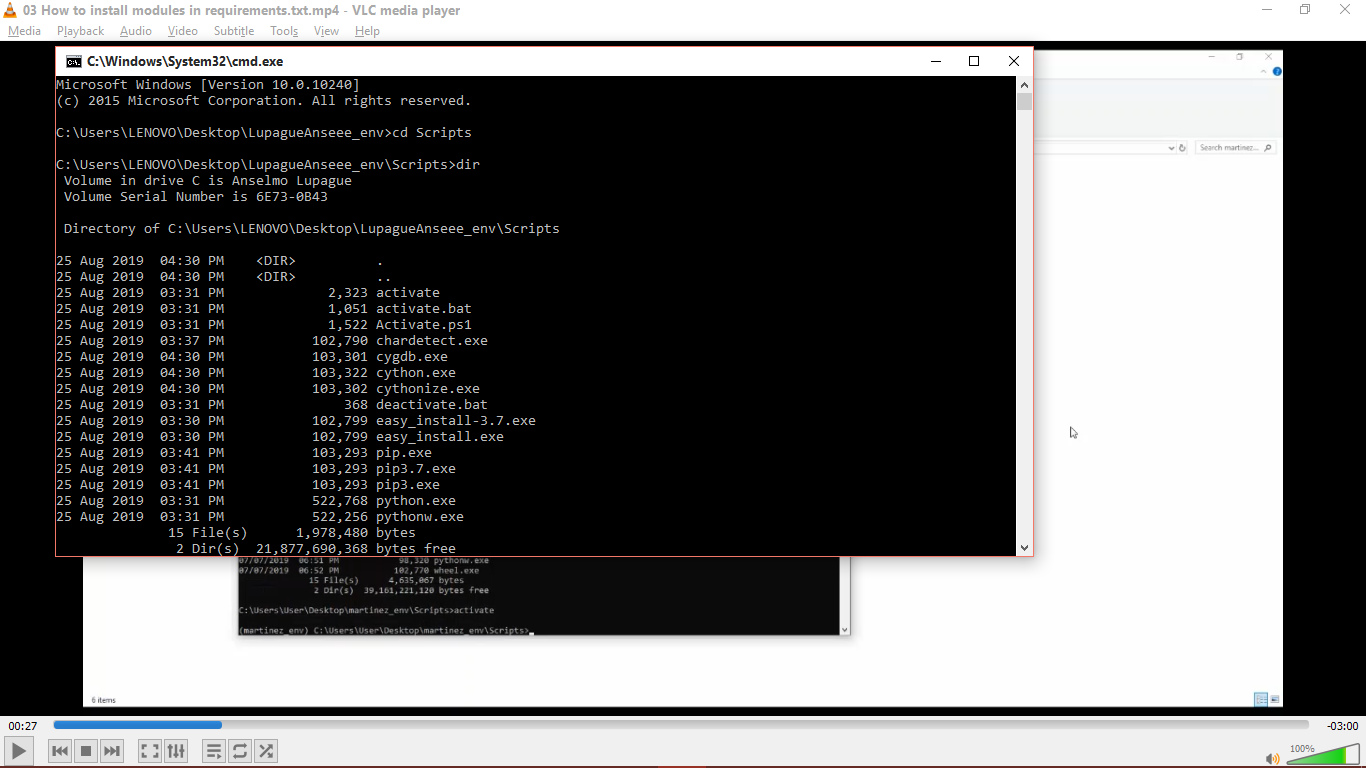 03 How to install modules in requirements.txt.mp4 - VLC media player
Media Playback Audio Video Subtitle Tools View Help
C:\Windows\System32\cmd.exe
Microsoft Windows [Version 10.0.10240]
(c) 2015 Microsoft Corporation. All rights reserved.
C:\Users\LENOVO\Desktop\LupagueAnseee_env>cd Scripts
Search martinez...
C:\Users\LENOVO\Desktop\LupagueAnseee_env\Scripts>dir
Volume in drive C is Anselmo Lupague
Volume Serial Number is 6E73-0B43
Directory of C:\Users\LENOVO\Desktop\LupagueAnseee_env\Scripts
25 Aug 2019 04:30 PM <DIR> .
25 Aug 2019 04:30 PM <DIR> ..
25 Aug 2019 03:31 PM 2,323 activate
25 Aug 2019 03:31 PM 1,051 activate.bat
25 Aug 2019 03:31 PM 1,522 Activate.ps1
25 Aug 2019 03:37 PM 102,790 chardetect.exe
25 Aug 2019 04:30 PM 103,301 cygdb.exe
25 Aug 2019 04:30 PM 103,322 cython.exe
25 Aug 2019 04:30 PM 103,302 cythonize.exe
25 Aug 2019 03:31 PM 368 deactivate.bat
25 Aug 2019 03:30 PM 102,799 easy_install-3.7.exe
25 Aug 2019 03:30 PM 102,799 easy_install.exe
25 Aug 2019 03:41 PM 103,293 pip.exe
25 Aug 2019 03:41 PM 103,293 pip3.7.exe
25 Aug 2019 03:41 PM 103,293 pip3.exe
25 Aug 2019 03:31 PM 522,768 python.exe
25 Aug 2019 03:31 PM 522,256 pythonw.exe
15 File(s) 1,978,480 bytes
2 Dir(s) 21,877,690,368 bytes free
07/07/2019 06:51 PM 98,320 pythonw.exe
07/07/2019 06:52 PM 102,770 wheel.exe
15 File(s) 4,635,067 bytes
2 Dir(s) 39,161,221,120 bytes free
C:\Users\User\Desktop\martinez_env\Scripts>activate
(martinez_env) C:\Users\User\Desktop\martinez_env\Scripts>
6 items
00:27
-03:00
100%